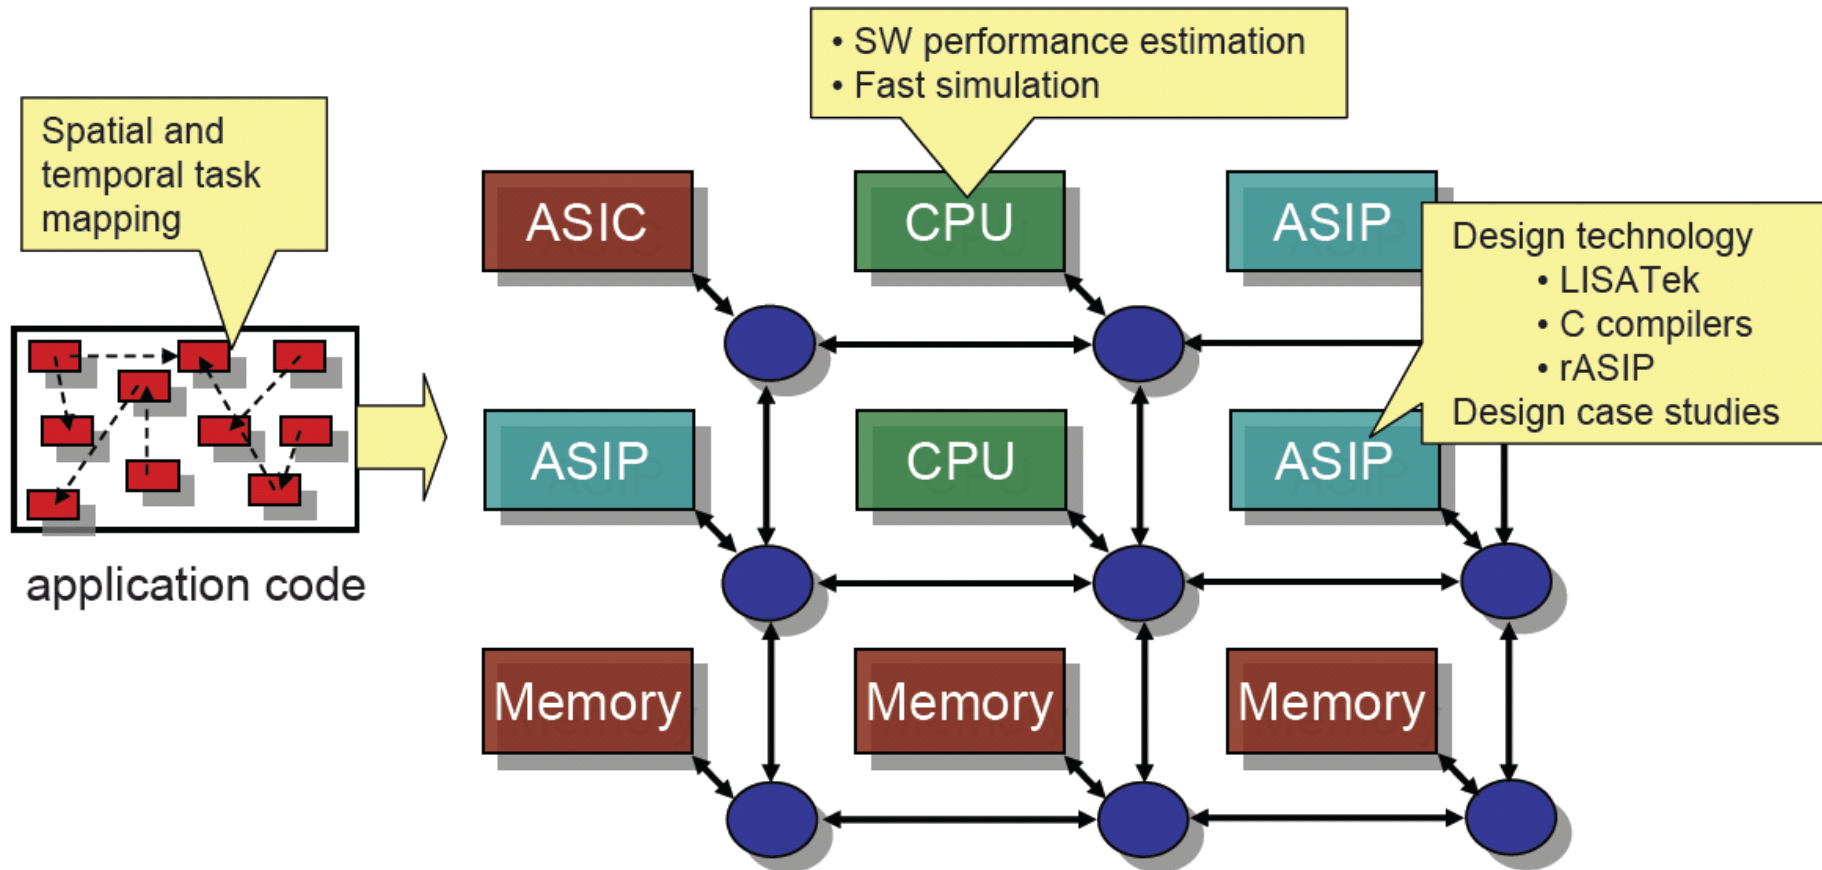 • SW performance estimation
• Fast simulation
Spatial and
temporal task
mapping
ASIC
CPU
ASIP
Design technology
• LISATek
• C compilers
• rASIP
Design case studies
ASIP
CPU
ASIP
application code
Memory
Memory
Memory